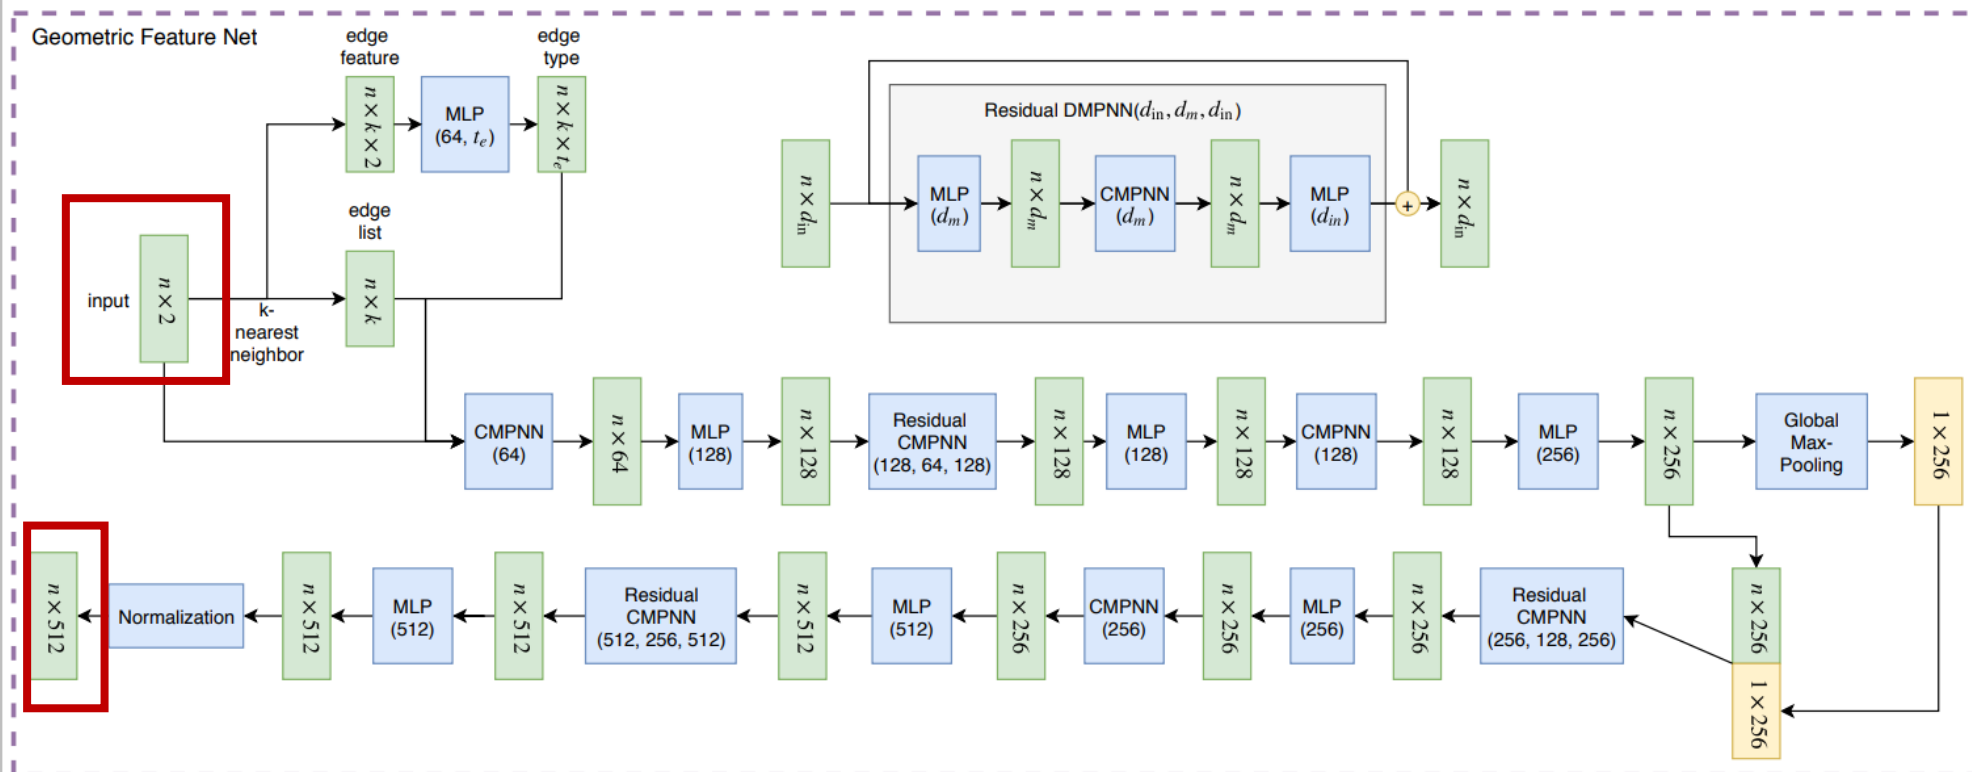 Geometric Feature Net
edge
feature
n × k × 2
MLP
(64, tₑ)
edge
type
n × k × tₑ
input
n × 2
k-
nearest
neighbor
edge
list
n × k
Residual DMPNN(d_in, d_m, d_in)
n × d_in
MLP
(d_m)
n × d_m
CMPNN
(d_m)
n × d_m
MLP
(d_in)
+
n × d_in
CMPNN
(64)
n × 64
MLP
(128)
n × 128
Residual
CMPNN
(128, 64, 128)
n × 128
MLP
(128)
n × 128
CMPNN
(128)
n × 128
MLP
(256)
n × 256
Global
Max-
Pooling
1 × 256
n × 256
1 × 256
Residual
CMPNN
(256, 128, 256)
n × 256
MLP
(256)
n × 256
CMPNN
(256)
n × 256
MLP
(512)
n × 512
Residual
CMPNN
(512, 256, 512)
n × 512
MLP
(512)
n × 512
Normalization
n × 512